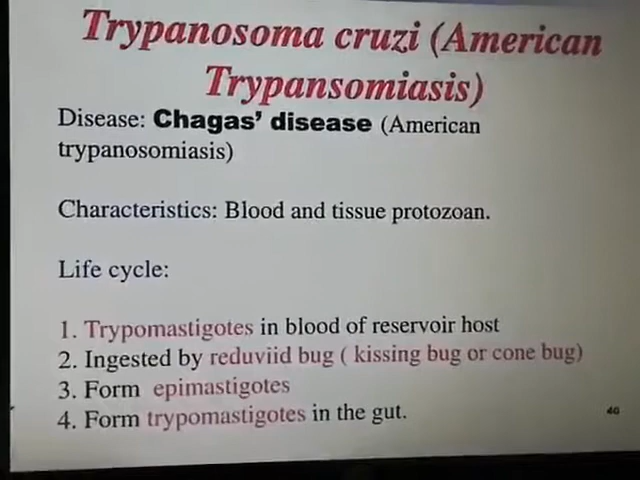 Trypanosoma cruzi (American
Trypansomiasis)
Disease: Chagas’ disease (American
trypanosomiasis)
Characteristics: Blood and tissue protozoan.
Life cycle:
1. Trypomastigotes in blood of reservoir host
2. Ingested by reduviid bug ( kissing bug or cone bug)
3. Form epimastigotes
4. Form trypomastigotes in the gut.
40